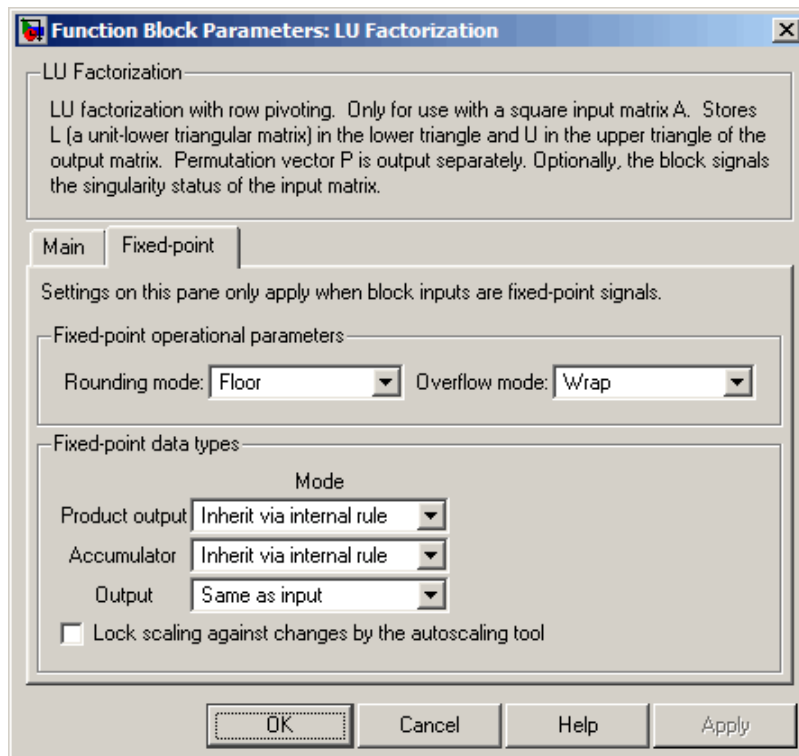 Function Block Parameters: LU Factorization
LU Factorization
LU factorization with row pivoting.  Only for use with a square input matrix A.  Stores
L (a unit-lower triangular matrix) in the lower triangle and U in the upper triangle of the
output matrix.  Permutation vector P is output separately. Optionally, the block signals
the singularity status of the input matrix.
Main Fixed-point
Settings on this pane only apply when block inputs are fixed-point signals.
Fixed-point operational parameters
Rounding mode: Floor Overflow mode: Wrap
Fixed-point data types
Mode
Product output Inherit via internal rule
Accumulator Inherit via internal rule
Output Same as input
Lock scaling against changes by the autoscaling tool
OK Cancel Help Apply